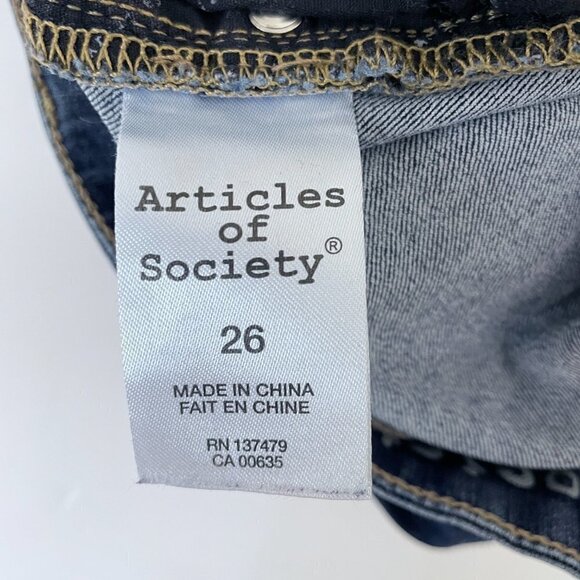 Articles
of
Society®
26
MADE IN CHINA
FAIT EN CHINE
RN 137479
CA 00635